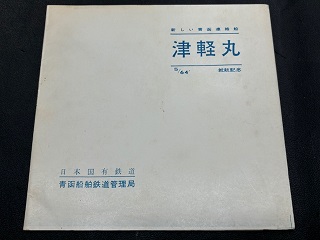 新しい青函連絡船
津軽丸
5/'64 就航記念
日本国有鉄道
青函船舶鉄道管理局